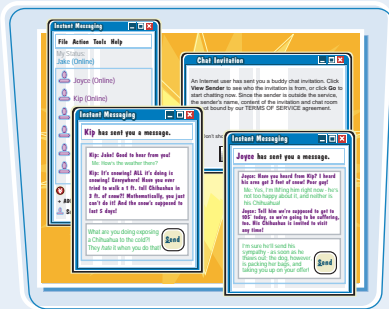 Instant Messaging
File Action Tools Help
My Status:
Jake (Online)
Joyce (Online)
Kip (Online)
Chat Invitation
An Internet user has sent you a buddy chat invitation. Click
View Sender to see who the invitation is from, or click Go to
start chatting now. Since the sender is outside the service,
the sender's name, content of the invitation and chat room
bound by our TERMS OF SERVICE agreement.
Instant Messaging
Kip has sent you a message.
Kip: Jake! Good to hear from you!
Me: How's the weather there?
Kip: It's snowing! ALL it's doing is
snowing! Everywhere! Have you ever
tried to walk a 1 ft. tall Chihuahua in
3 ft. of snow?! Mathematically, you just
can't do it! And the snow's supposed to
last 5 days!
What are you doing exposing
a Chihuahua to the cold?!
They hate it when you do that!
Send
Instant Messaging
Joyce has sent you a message.
Joyce: Have you heard from Kip? I heard
his area got 3 feet of snow! Poor guy!
Me: Yes, I'm IMing him right now - he's
not too happy about it, and neither is
his Chihuahua!
Joyce: Tell him we're supposed to get to
today, so we're going to be suffering,
too. His Chihuahua is invited to visit
any time!
I'm sure he'll send his
sympathy - as soon as he
thaws out! The dog, however,
is packing her bags, and
taking you up on your offer!
Send